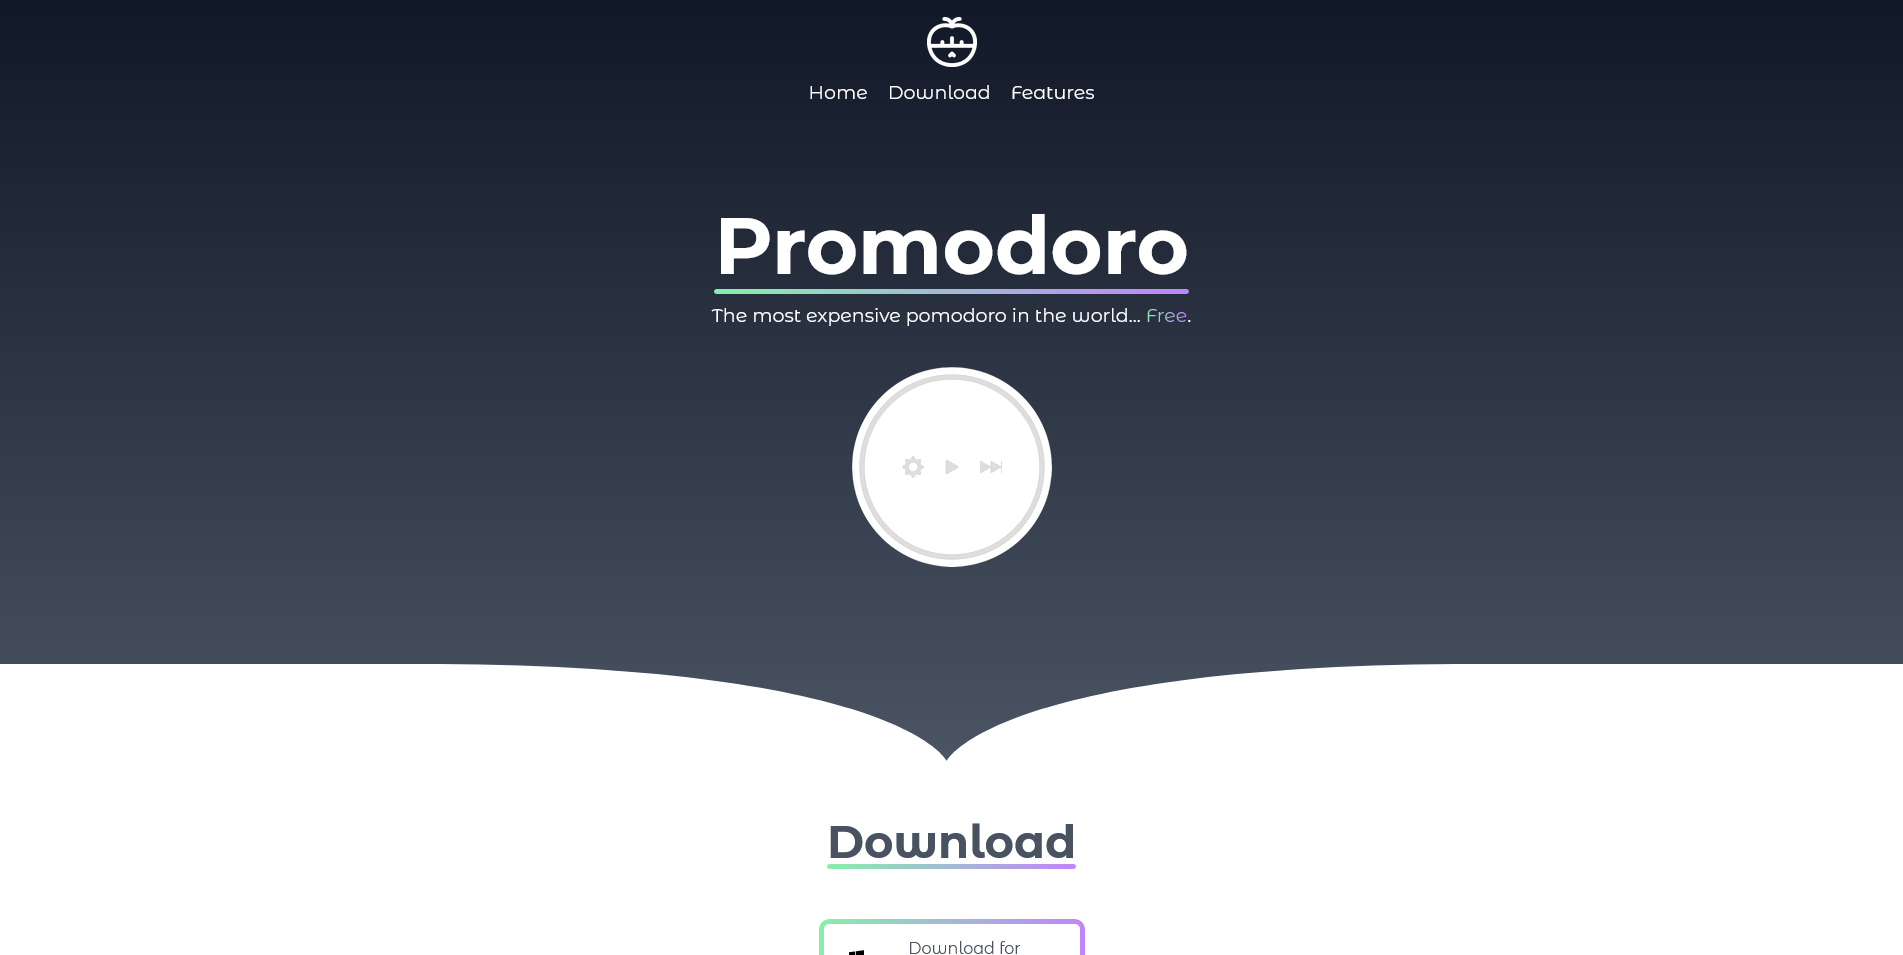 Home Download Features
Promodoro
The most expensive pomodoro in the world... Free.
Download
Download for